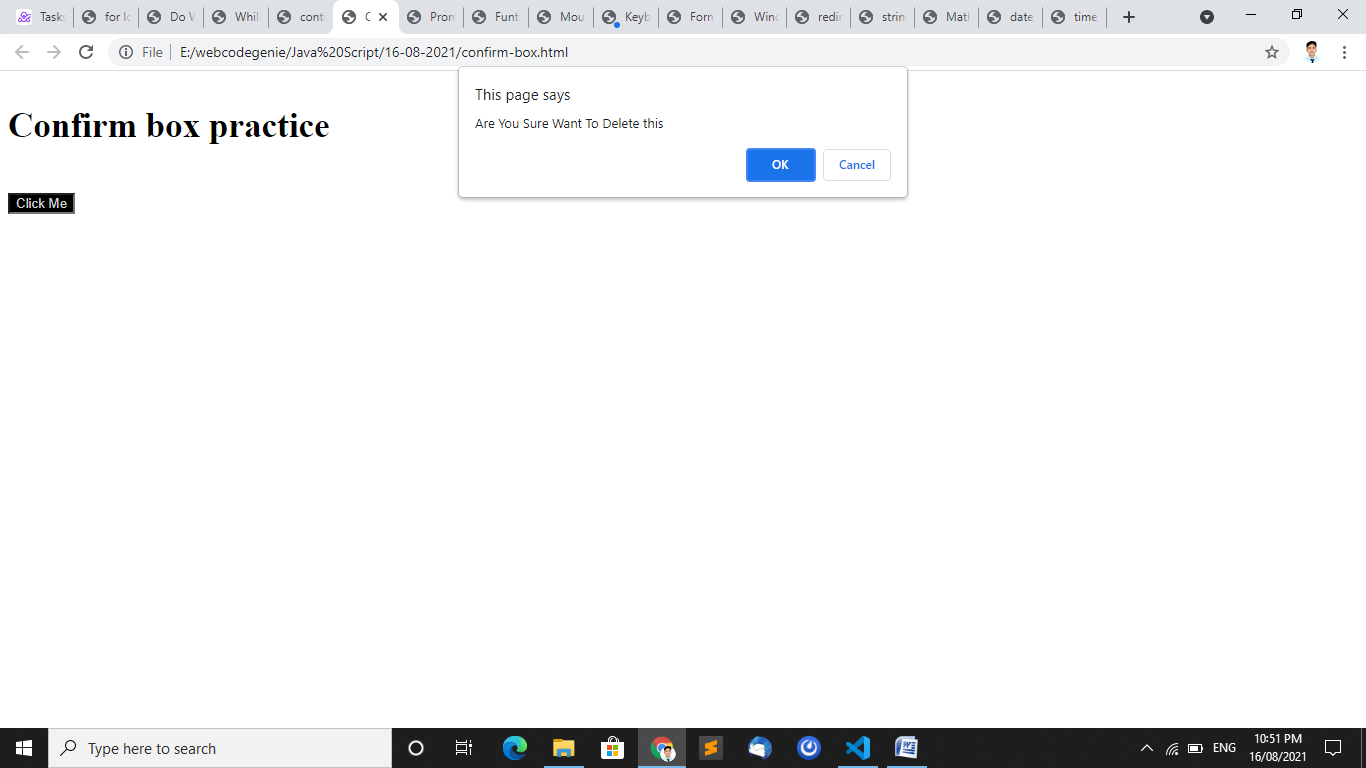 Tasks
for lo
Do W
Whil
cont
C
Pron
Funt
Mou
Keyb
Form
Wind
redir
strin
Math
date
time
File
E:/webcodegenie/Java%20Script/16-08-2021/confirm-box.html
This page says
Are You Sure Want To Delete this
OK
Cancel
Confirm box practice
Click Me
Type here to search
ENG
10:51 PM
16/08/2021